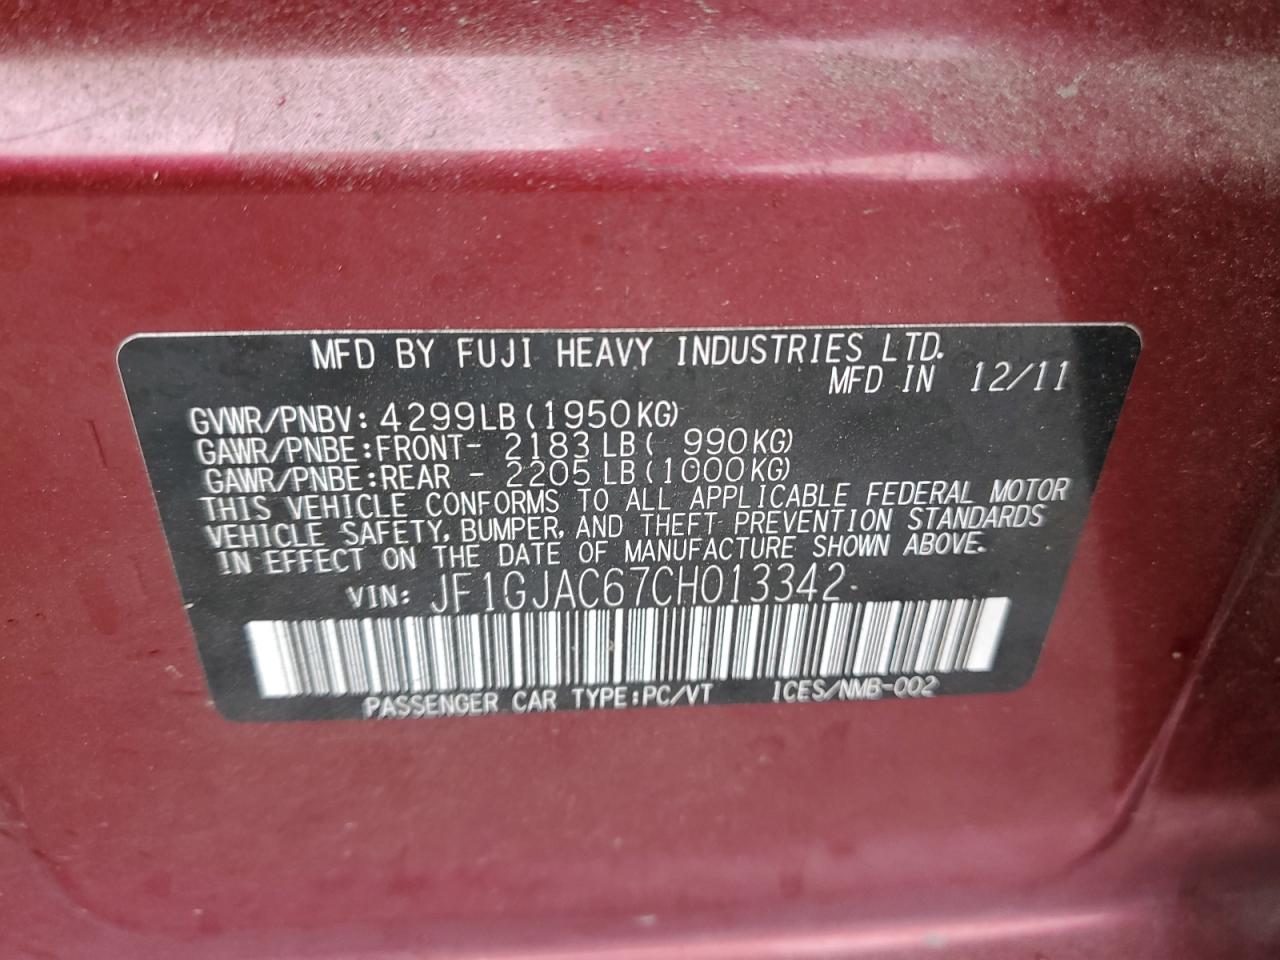 MFD BY FUJI HEAVY INDUSTRIES LTD.
MFD IN 12/11
GVWR/PNBV: 4299LB (1950KG)
GAWR/PNBE:FRONT- 2183 LB ( 990KG)
GAWR/PNBE:REAR - 2205 LB (1000KG)
THIS VEHICLE CONFORMS TO ALL APPLICABLE FEDERAL MOTOR
VEHICLE SAFETY, BUMPER, AND THEFT PREVENTION STANDARDS
IN EFFECT ON THE DATE OF MANUFACTURE SHOWN ABOVE.
VIN: JF1GJAC67CH013342
PASSENGER CAR TYPE:PC/VT ICES/NMB-002